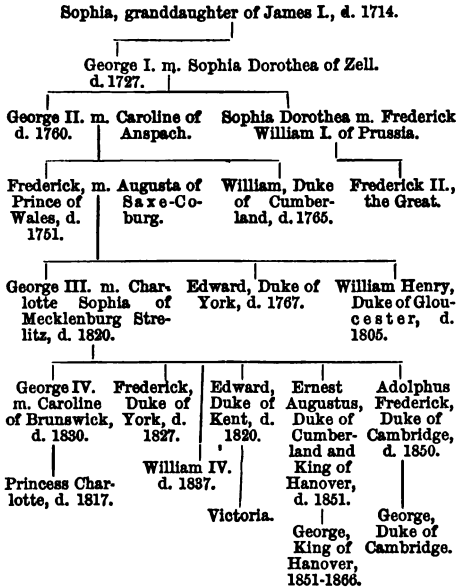 Sophia, granddaughter of James I., d. 1714.
George I. m. Sophia Dorothea of Zell.
d. 1727.
George II. m. Caroline of
d. 1760. Anspach.
Sophia Dorothea m. Frederick
William I. of Prussia.
Frederick, m. Augusta of
Prince of Saxe-Co-
Wales, d. burg.
1751.
William, Duke
of Cumber-
land, d. 1765.
Frederick II.,
the Great.
George III. m. Char-
lotte Sophia of
Mecklenburg Stre-
litz, d. 1820.
Edward, Duke of
York, d. 1767.
William Henry,
Duke of Glou-
cester, d.
1805.
George IV.
m. Caroline
of Brunswick,
d. 1830.
Frederick,
Duke of
York, d.
1827.
Edward,
Duke of
Kent, d.
1820.
Ernest
Augustus,
Duke of
Cumber-
land and
King of
Hanover,
d. 1851.
Adolphus
Frederick,
Duke of
Cambridge,
d. 1850.
William IV.
d. 1837.
Princess Char-
lotte, d. 1817.
Victoria.
George,
King of
Hanover,
1851-1866.
George,
Duke of
Cambridge.